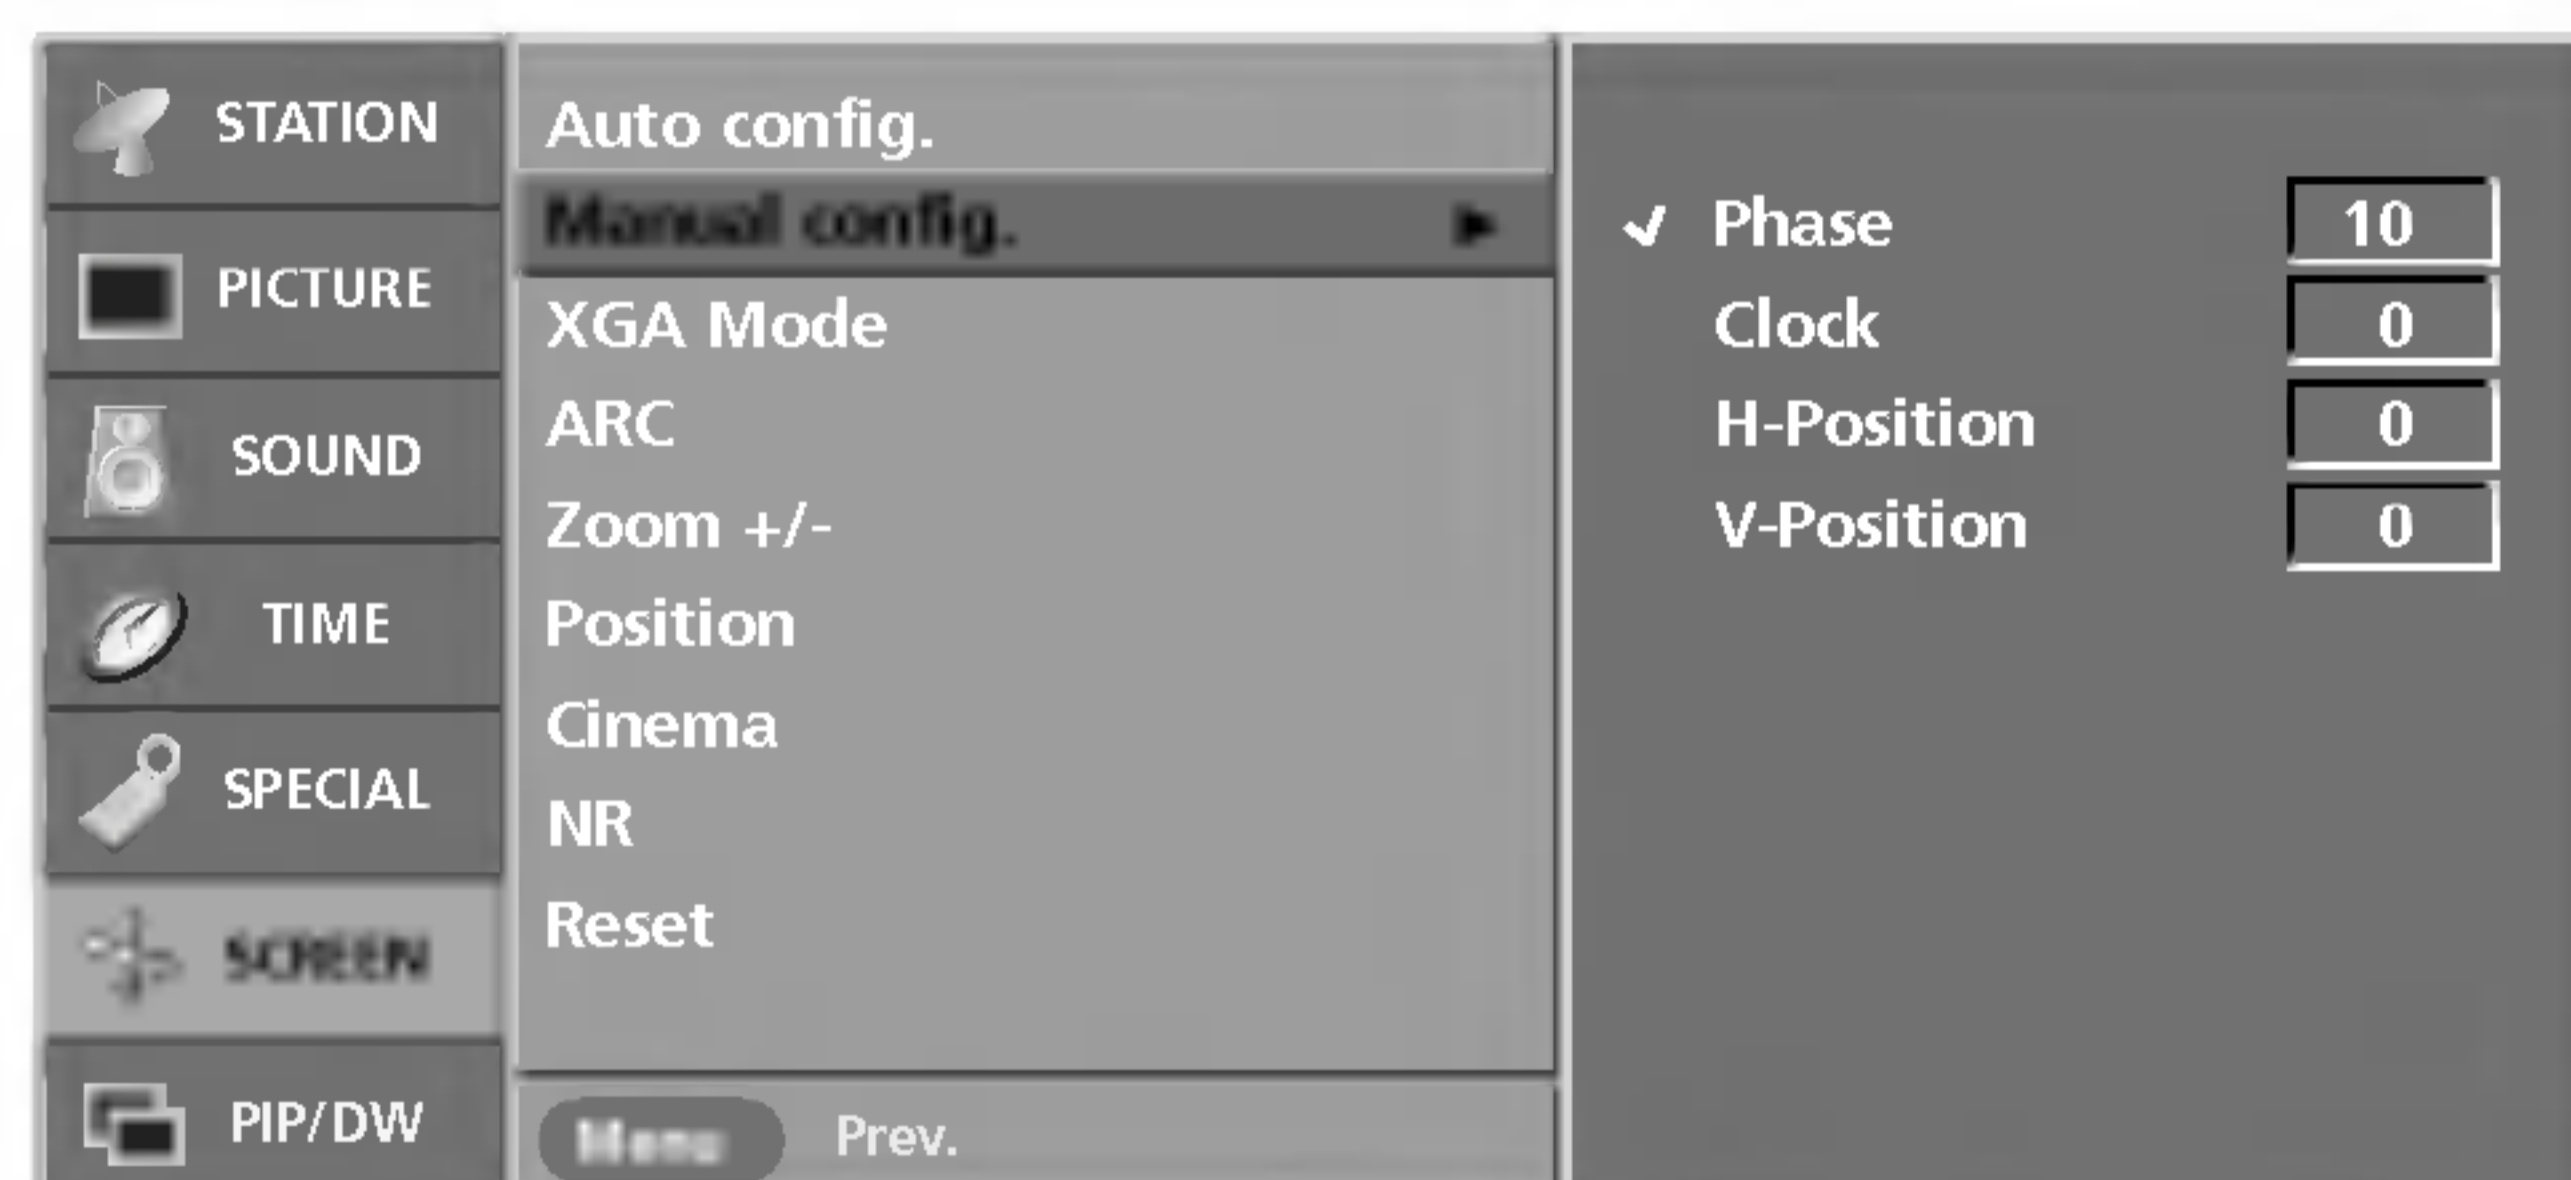 STATION
PICTURE
SOUND
TIME
SPECIAL
SCREEN
PIP/DW
Auto config.
Manual config.
XGA Mode
ARC
Zoom +/-
Position
Cinema
NR
Reset
Menu Prev.
Phase 10
Clock 0
H-Position 0
V-Position 0